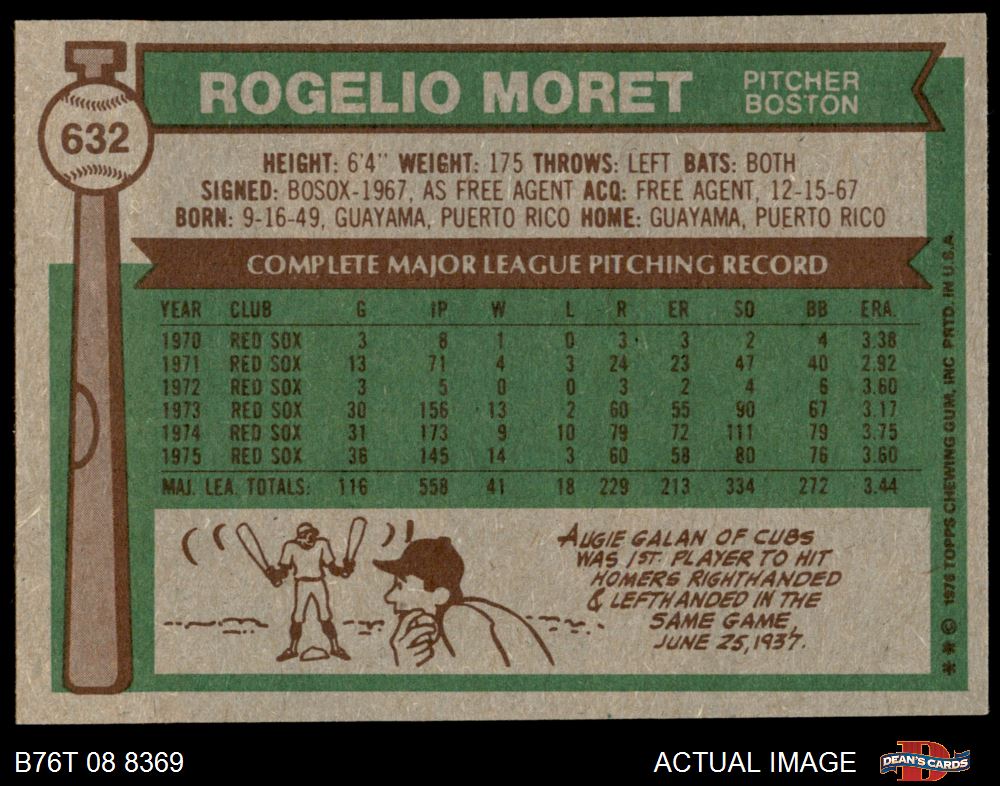 ROGELIO MORET
PITCHER
BOSTON
632
HEIGHT: 6'4" WEIGHT: 175 THROWS: LEFT BATS: BOTH
SIGNED: BOSOX-1967, AS FREE AGENT ACQ: FREE AGENT, 12-15-67
BORN: 9-16-49, GUAYAMA, PUERTO RICO HOME: GUAYAMA, PUERTO RICO
COMPLETE MAJOR LEAGUE PITCHING RECORD
YEAR CLUB G IP W L R ER SO BB ERA.
1970 RED SOX 3 8 1 0 3 3 2 4 3.38
1971 RED SOX 13 71 4 3 24 23 47 40 2.92
1972 RED SOX 3 5 0 0 3 2 4 6 3.60
1973 RED SOX 30 156 13 2 60 55 90 67 3.17
1974 RED SOX 31 173 9 10 79 72 111 79 3.75
1975 RED SOX 36 145 14 3 60 58 80 76 3.60
MAJ. LEA. TOTALS: 116 558 41 18 229 213 334 272 3.44
AUGIE GALAN OF CUBS
WAS 1ST. PLAYER TO HIT
HOMERS RIGHTHANDED
& LEFTHANDED IN THE
SAME GAME,
JUNE 25, 1937.
** © 1976 TOPPS CHEWING GUM, INC PRTD. IN U.S.A.
B76T 08 8369
ACTUAL IMAGE
D
DEAN'S CARDS